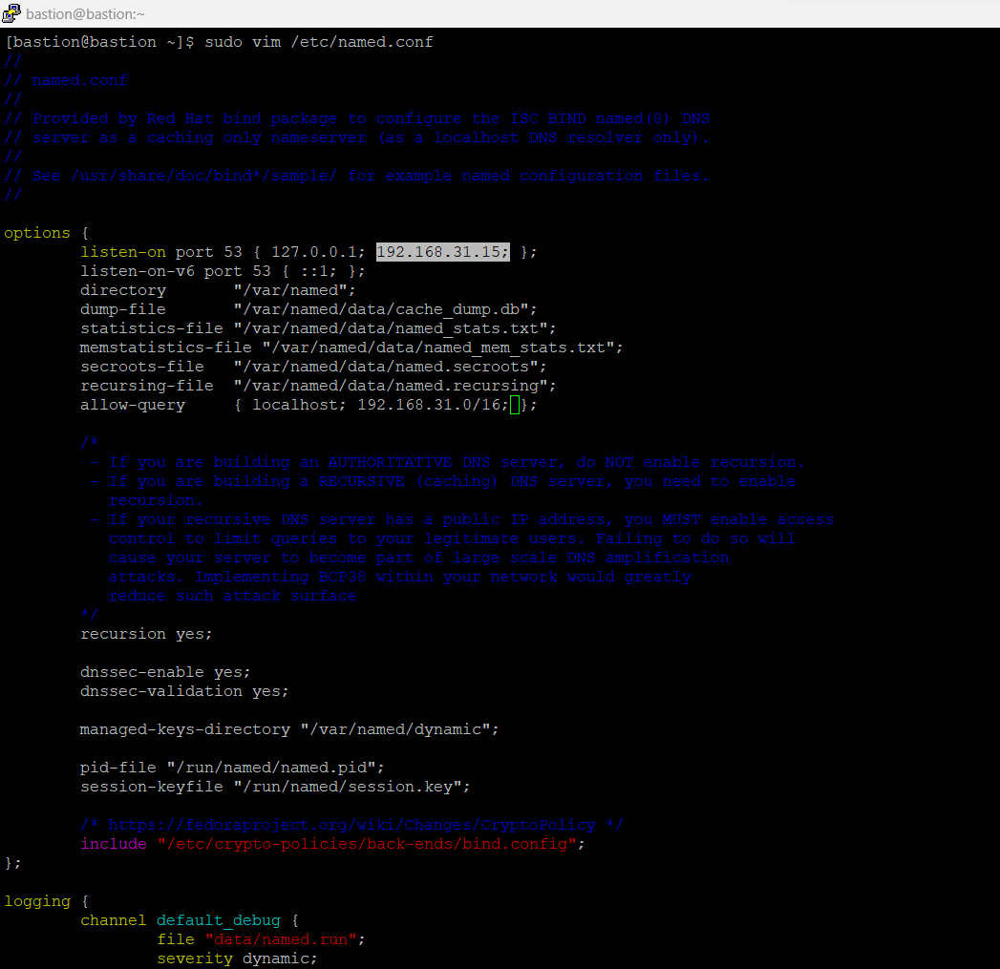 bastion@bastion:~
[bastion@bastion ~]$ sudo vim /etc/named.conf
//
// named.conf
//
// Provided by Red Hat bind package to configure the ISC BIND named(8) DNS
// server as a caching only nameserver (as a localhost DNS resolver only).
//
// See /usr/share/doc/bind*/sample/ for example named configuration files.
//
options {
listen-on port 53 { 127.0.0.1; 192.168.31.15; };
listen-on-v6 port 53 { ::1; };
directory "/var/named";
dump-file "/var/named/data/cache_dump.db";
statistics-file "/var/named/data/named_stats.txt";
memstatistics-file "/var/named/data/named_mem_stats.txt";
secroots-file "/var/named/data/named.secroots";
recursing-file "/var/named/data/named.recursing";
allow-query { localhost; 192.168.31.0/16; };
/*
- If you are building an AUTHORITATIVE DNS server, do NOT enable recursion.
- If you are building a RECURSIVE (caching) DNS server, you need to enable
recursion.
- If your recursive DNS server has a public IP address, you MUST enable access
control to limit queries to your legitimate users. Failing to do so will
cause your server to become part of large scale DNS amplification
attacks. Implementing BCP38 within your network would greatly
reduce such attack surface
*/
recursion yes;
dnssec-enable yes;
dnssec-validation yes;
managed-keys-directory "/var/named/dynamic";
pid-file "/run/named/named.pid";
session-keyfile "/run/named/session.key";
/* https://fedoraproject.org/wiki/Changes/CryptoPolicy */
include "/etc/crypto-policies/back-ends/bind.config";
};
logging {
channel default_debug {
file "data/named.run";
severity dynamic;